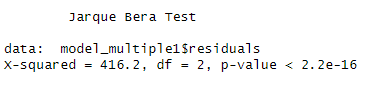 Jarque Bera Test
data:  model_multiple1$residuals
X-squared = 416.2, df = 2, p-value < 2.2e-16